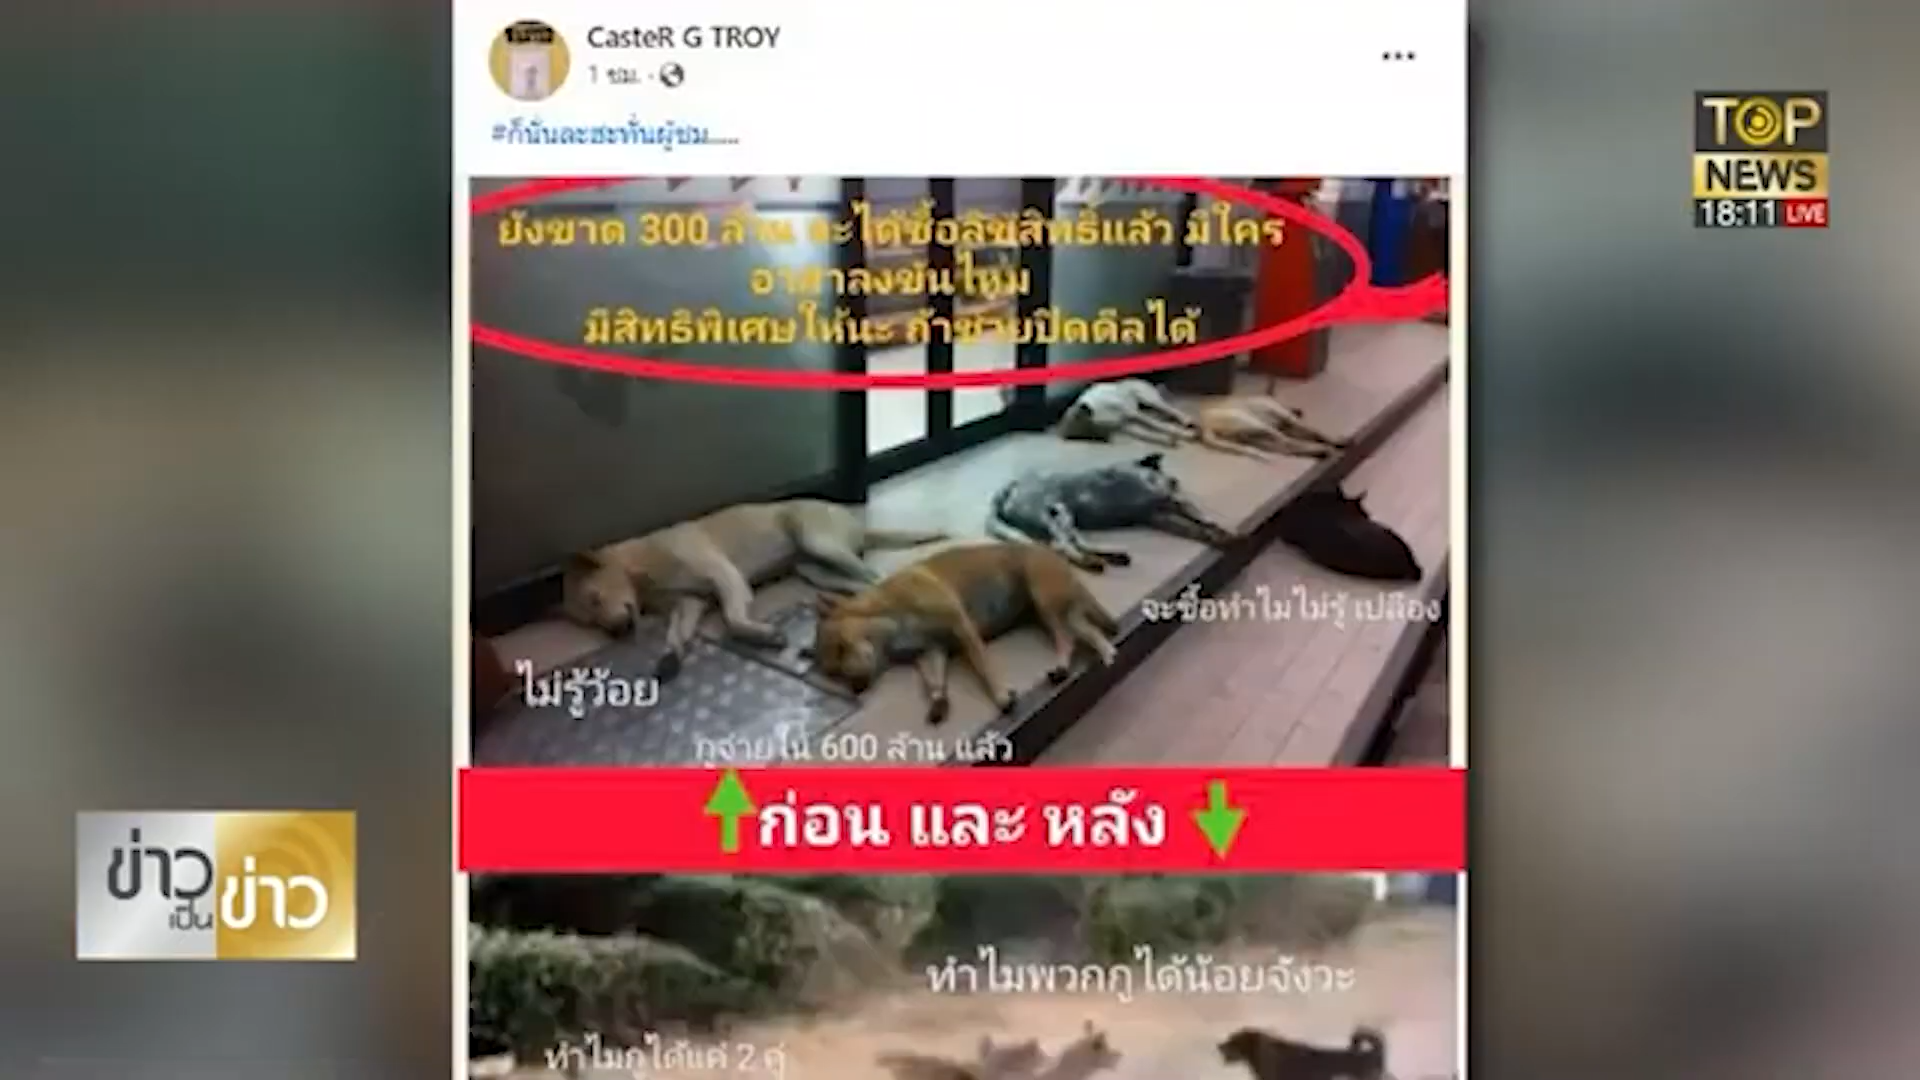 CasteR G TROY
1 ชม.
#ก็นั่นละฮะท่านผู้ชม.....
ยังขาด 300 ล้าน จะได้ซื้อลิขสิทธิ์แล้ว มีใคร
อาสาลงขันไหม
มีสิทธิพิเศษให้นะ ถ้าช่วยปิดดีลได้
จะซื้อทำไมไม่รู้ เปลือง
ไม่รู้ว้อย
กูจ่ายไป 600 ล้าน แล้ว
ก่อน และ หลัง
ทำไมพวกกูได้น้อยจังวะ
ทำไมกูได้แค่ 2 คู่
TOP
NEWS
18:11 LIVE
ข่าว
เป็น
ข่าว